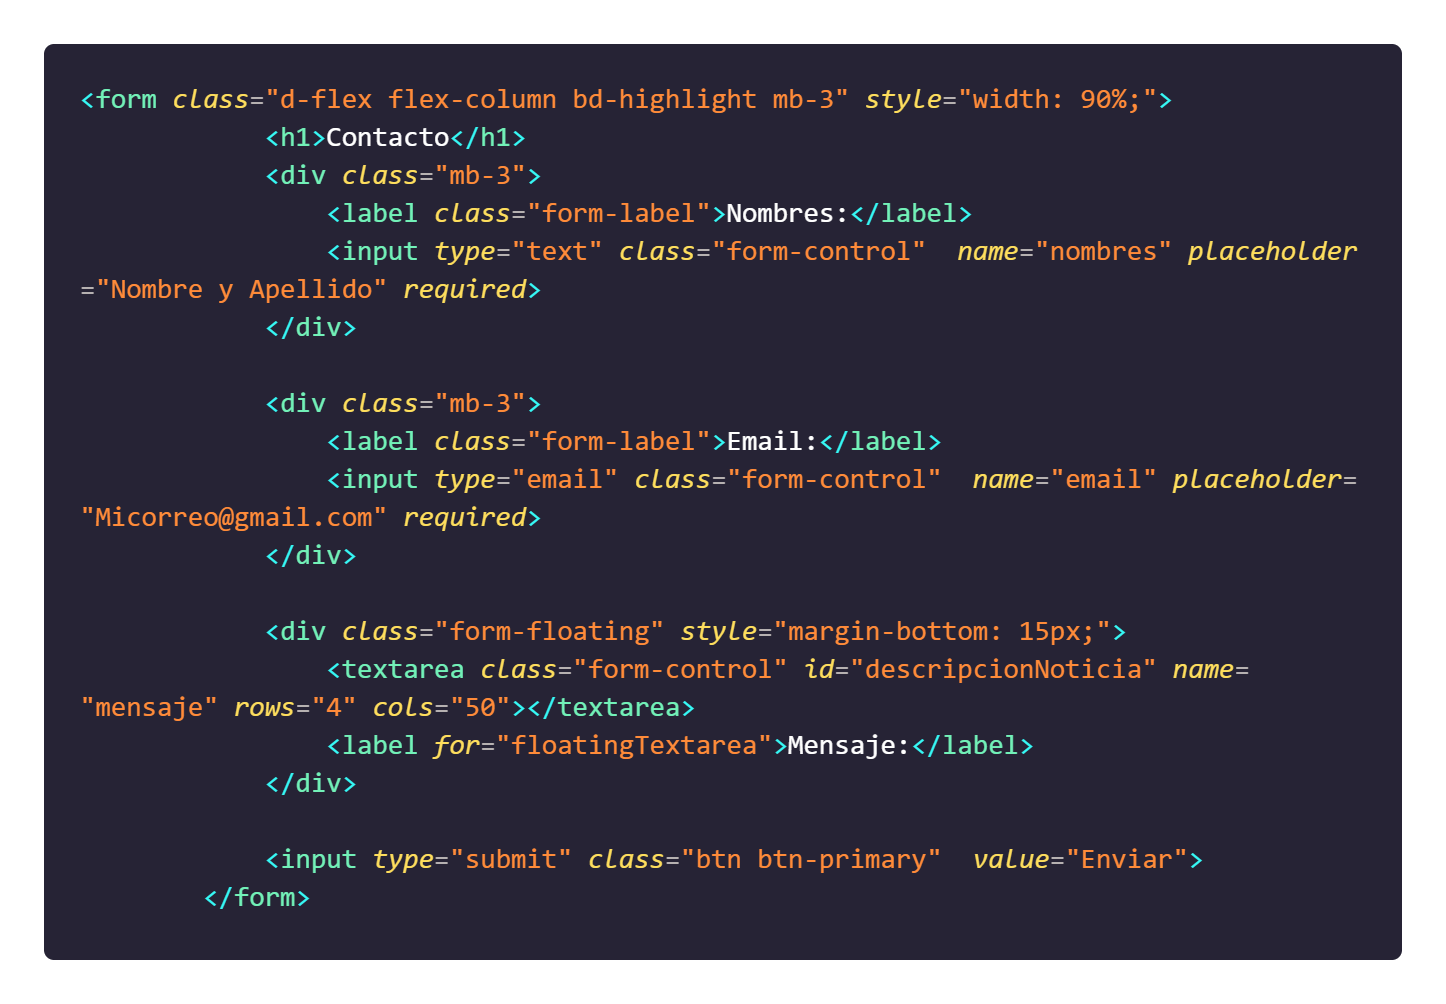 <form class="d-flex flex-column bd-highlight mb-3" style="width: 90%;">
            <h1>Contacto</h1>
            <div class="mb-3">
                <label class="form-label">Nombres:</label>
                <input type="text" class="form-control"  name="nombres" placeholder
="Nombre y Apellido" required>
            </div>

            <div class="mb-3">
                <label class="form-label">Email:</label>
                <input type="email" class="form-control"  name="email" placeholder=
"Micorreo@gmail.com" required>
            </div>

            <div class="form-floating" style="margin-bottom: 15px;">
                <textarea class="form-control" id="descripcionNoticia" name=
"mensaje" rows="4" cols="50"></textarea>
                <label for="floatingTextarea">Mensaje:</label>
            </div>

            <input type="submit" class="btn btn-primary"  value="Enviar">
        </form>